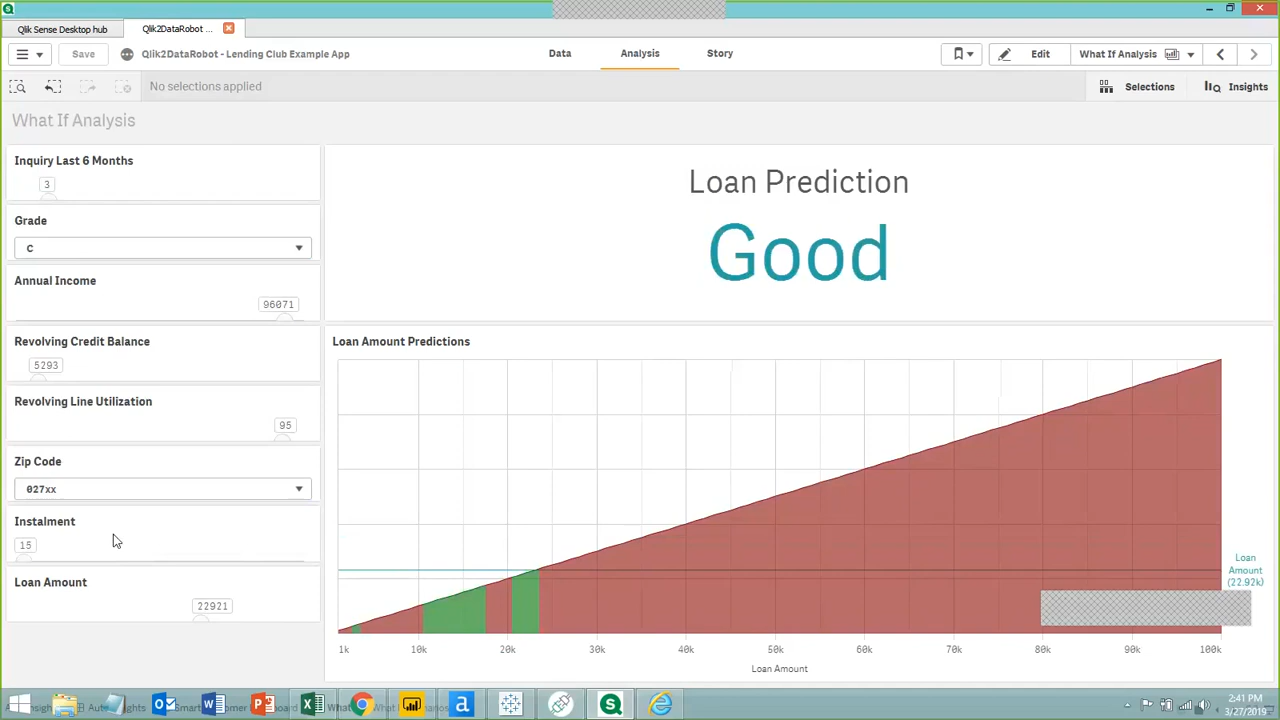 Qlik Sense Desktop hub
Qlik2DataRobot ...
Save
Qlik2DataRobot - Lending Club Example App
Data
Analysis
Story
Edit
What If Analysis
No selections applied
Selections
Insights
What If Analysis
Inquiry Last 6 Months
3
Grade
C
Annual Income
96071
Revolving Credit Balance
5293
Revolving Line Utilization
95
Zip Code
027xx
Instalment
15
Loan Amount
22921
Loan Prediction
Good
Loan Amount Predictions
Loan
Amount
(22.92k)
1k
10k
20k
30k
40k
50k
60k
70k
80k
90k
100k
Loan Amount
2:41 PM
3/27/2019